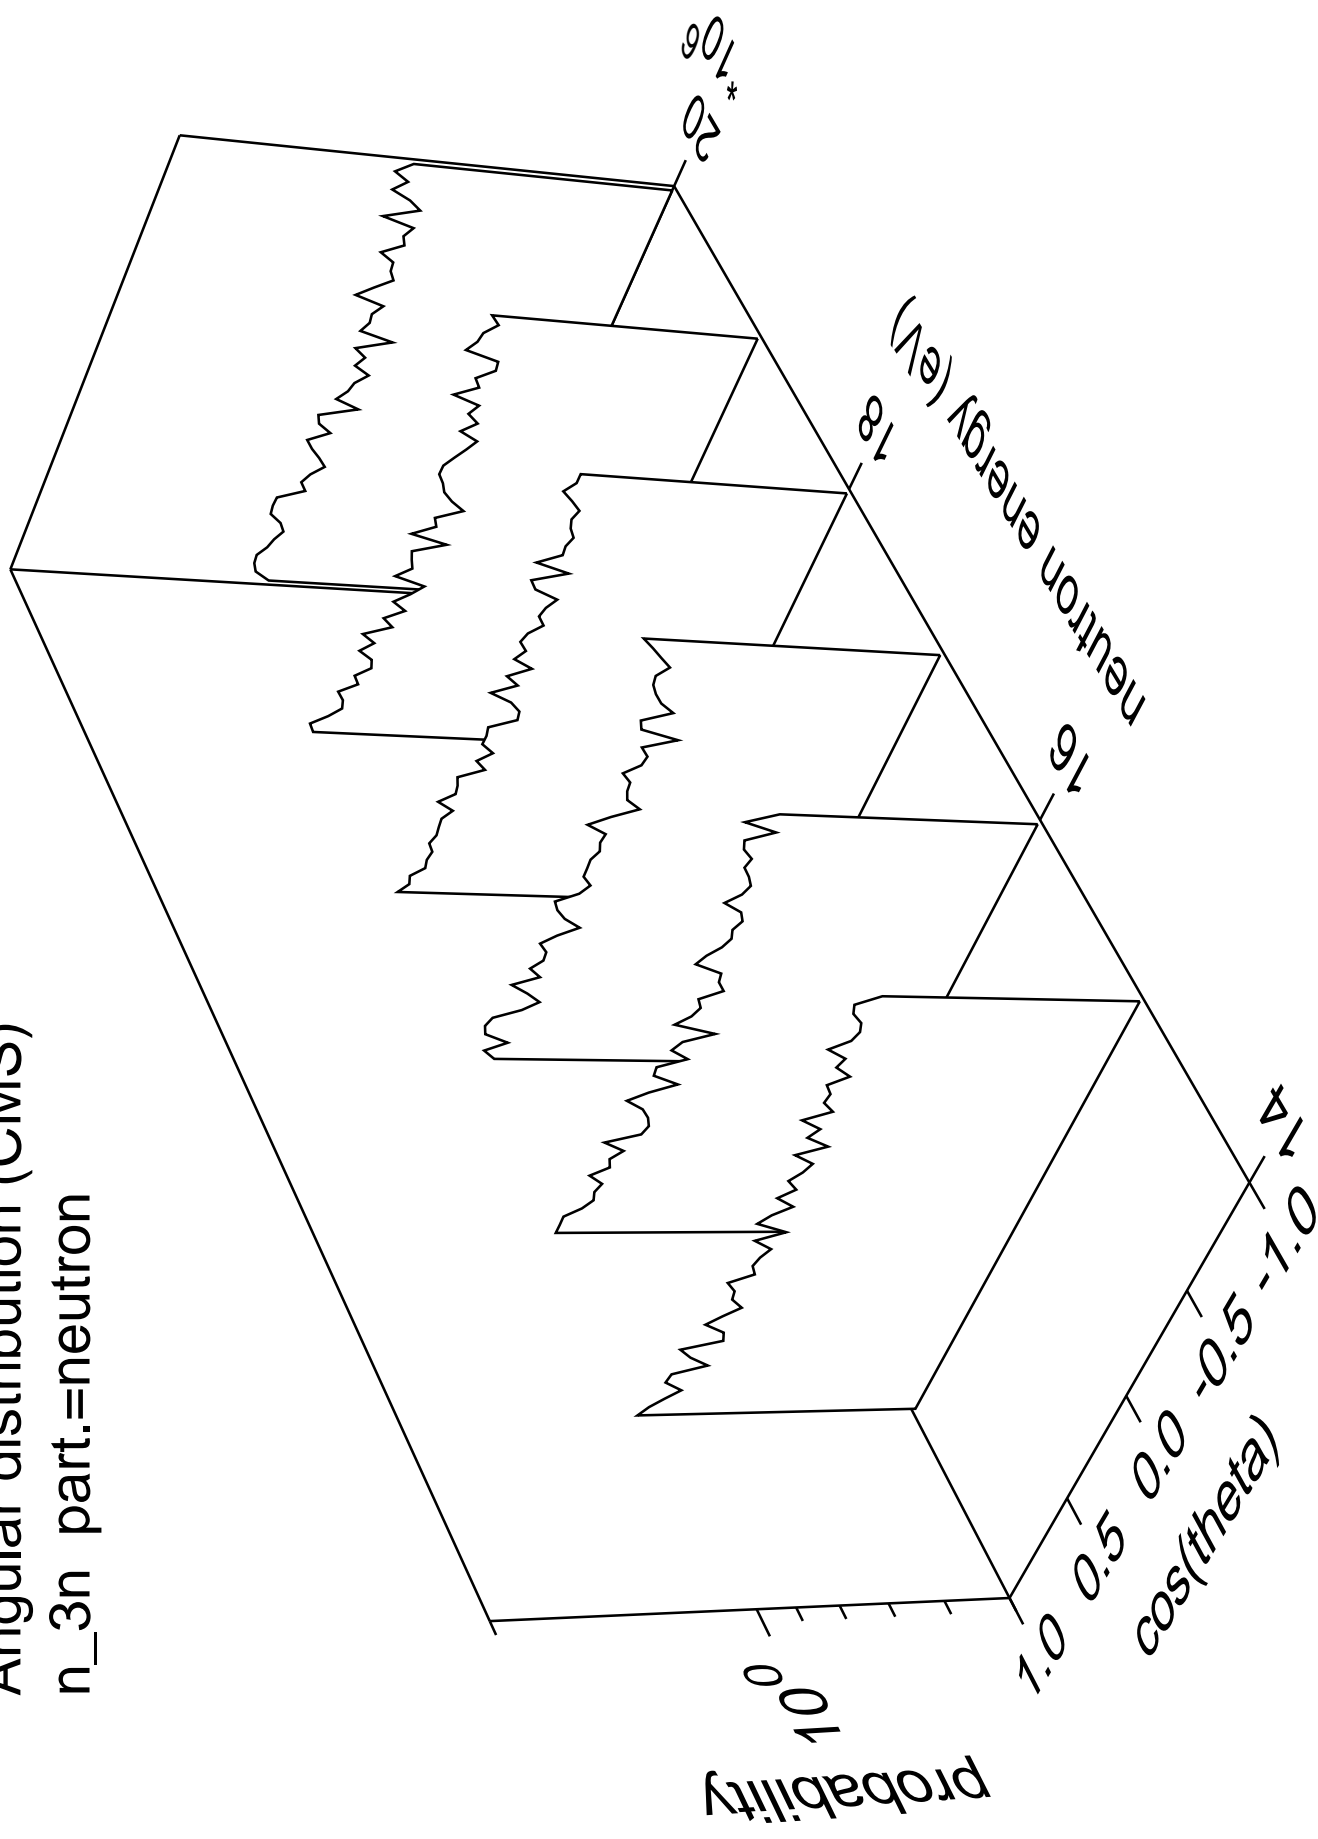 Angular distribution (CMS)
n_3n part.=neutron
probability
10^0
cos(theta)
1.0 0.5 0.0 -0.5 -1.0
neutron energy (eV)
14 16 18 20
* 10^6